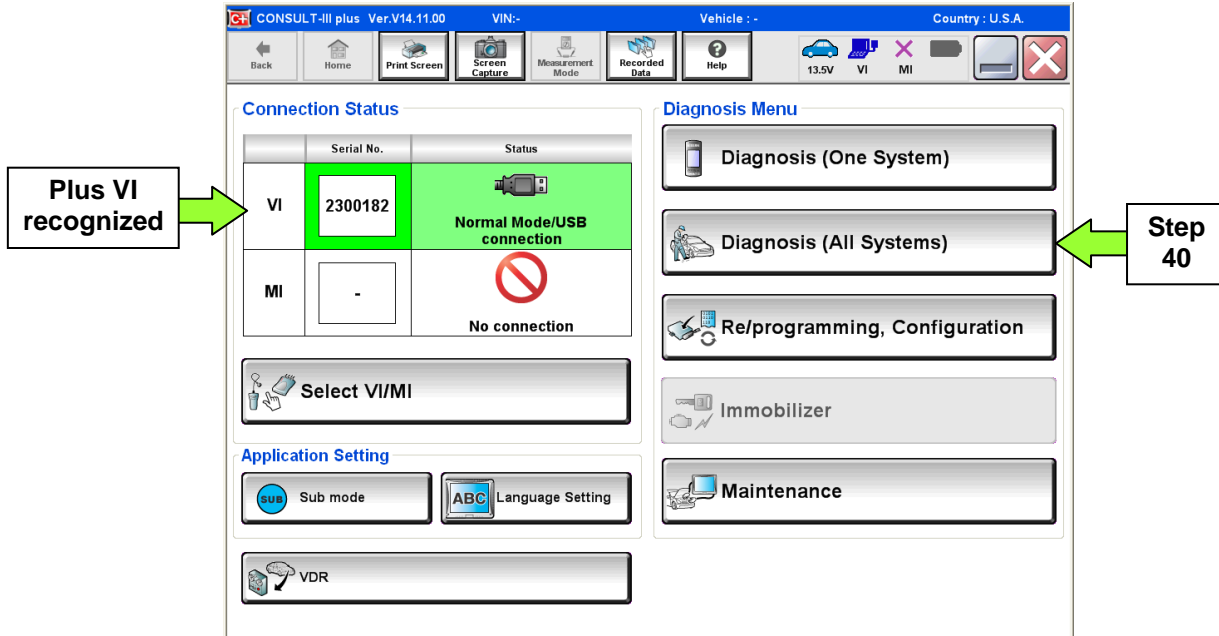 C+ CONSULT-III plus Ver.V14.11.00 VIN:- Vehicle : - Country : U.S.A.
Back
Home
Print Screen
Screen
Capture
Measurement
Mode
Recorded
Data
Help
13.5V VI MI
Connection Status
Serial No. Status
VI 2300182
Normal Mode/USB
connection
MI -
No connection
Select VI/MI
Application Setting
SUB Sub mode
ABC Language Setting
VDR
Diagnosis Menu
Diagnosis (One System)
Diagnosis (All Systems)
Re/programming, Configuration
Immobilizer
Maintenance
Plus VI
recognized
Step
40